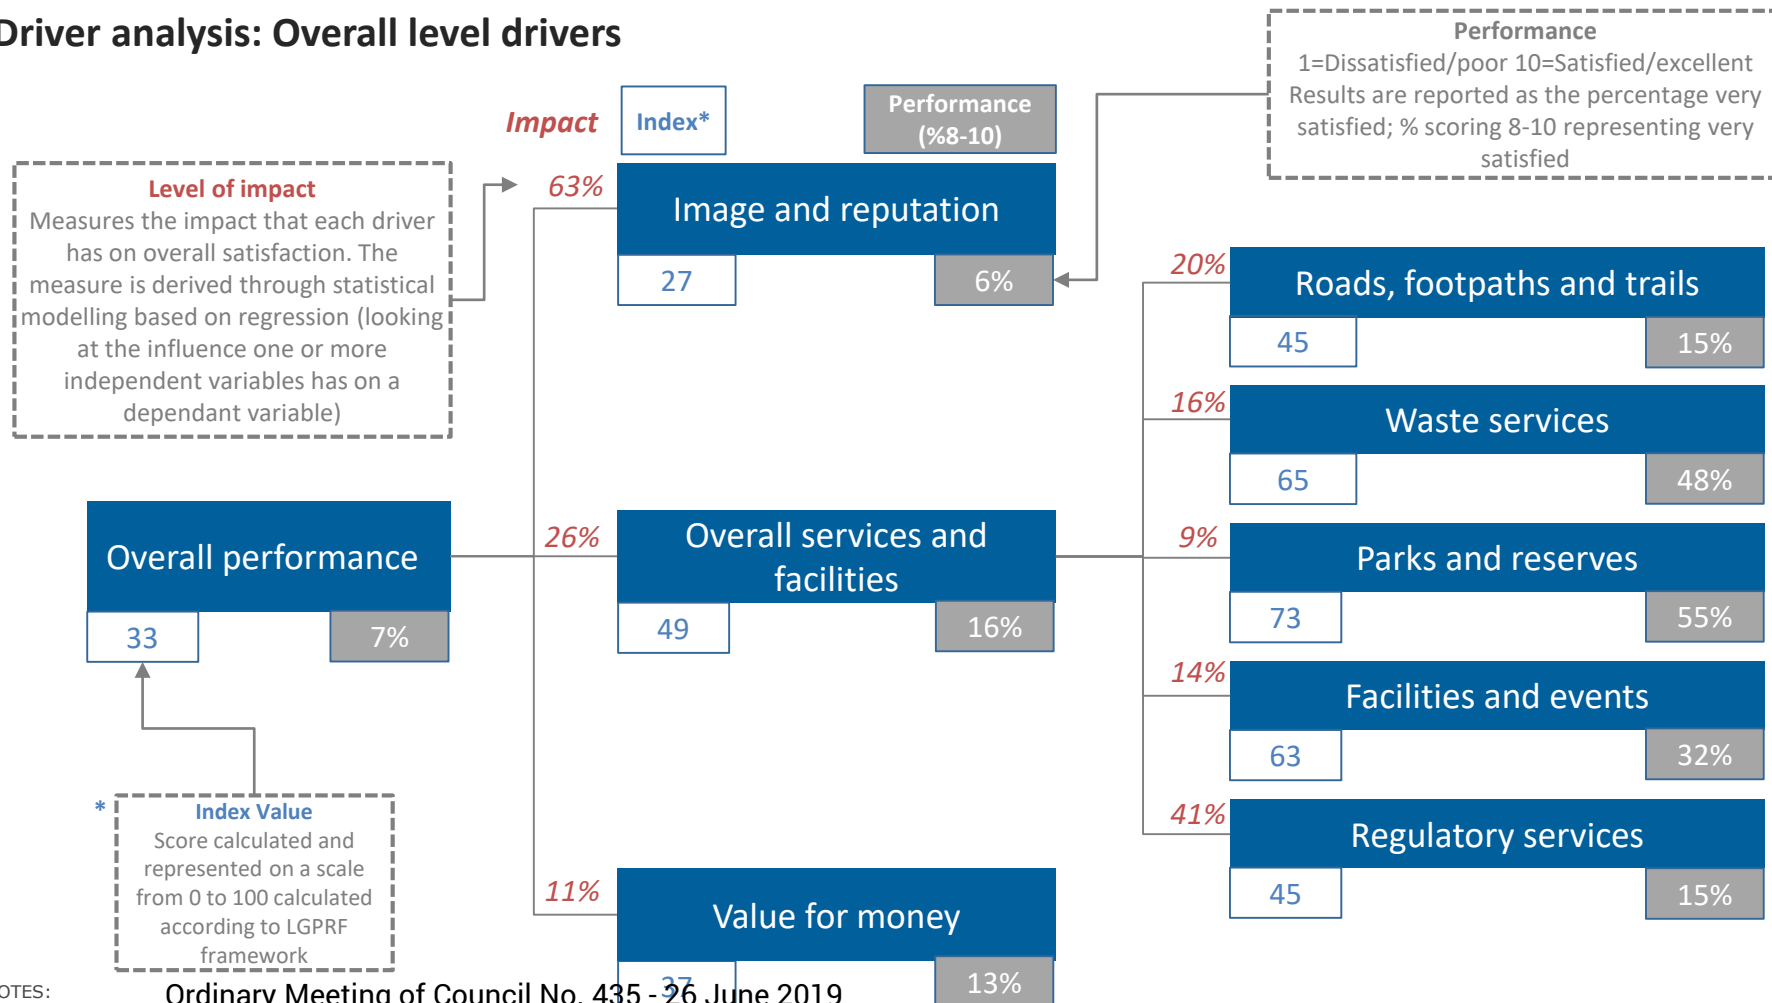 Driver analysis: Overall level drivers
Performance
1=Dissatisfied/poor 10=Satisfied/excellent
Results are reported as the percentage very
satisfied; % scoring 8-10 representing very
satisfied
Impact
Index*
Performance
(%8-10)
Level of impact
Measures the impact that each driver
has on overall satisfaction. The
measure is derived through statistical
modelling based on regression (looking
at the influence one or more
independent variables has on a
dependant variable)
63%
Image and reputation
27
6%
20%
Roads, footpaths and trails
45
15%
16%
Waste services
65
48%
Overall performance
33
7%
26%
Overall services and
facilities
49
16%
9%
Parks and reserves
73
55%
14%
Facilities and events
63
32%
41%
Regulatory services
45
15%
*
Index Value
Score calculated and
represented on a scale
from 0 to 100 calculated
according to LGPRF
framework
11%
Value for money
37
13%
OTES:
Ordinary Meeting of Council No. 435 - 26 June 2019